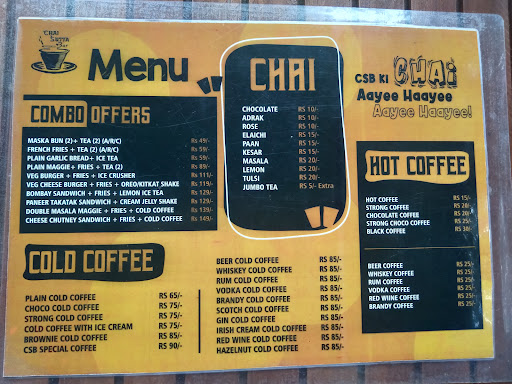 CHAI
SUTTA
BAR
Menu
COMBO OFFERS
MASKA BUN (2)+ TEA (2) (A/R/C) Rs 49/-
FRENCH FRIES + TEA (2) (A/R/C) Rs 59/-
PLAIN GARLIC BREAD+ ICE TEA Rs 59/-
PLAIN MAGGIE + FRIES + TEA (2) Rs 89/-
VEG BURGER + FRIES + ICE CRUSHER Rs 111/-
VEG CHEESE BURGER + FRIES + OREO/KITKAT SHAKE Rs 119/-
BOMBAY SANDWICH + FRIES + LEMON ICE TEA Rs 129/-
PANEER TAKATAK SANDWICH + CREAM JELLY SHAKE Rs 129/-
DOUBLE MASALA MAGGIE + FRIES + COLD COFFEE Rs 139/-
CHEESE CHUTNEY SANDWICH + FRIES + COLD COFFEE Rs 149/-
CHAI
CHOCOLATE RS 10/-
ADRAK RS 10/-
ROSE RS 10/-
ELAICHI RS 15/-
PAAN RS 15/-
KESAR RS 15/-
MASALA RS 20/-
LEMON RS 20/-
TULSI RS 20/-
JUMBO TEA RS 5/- Extra
CSB KI CHAI
Aayee Haayee
Aayee Haayee!
HOT COFFEE
HOT COFFEE RS 15/-
STRONG COFFEE RS 20/-
CHOCOLATE COFFEE RS 20/-
STRONG CHOCO COFFEE RS 25/-
BLACK COFFEE RS 30/-
BEER COFFEE RS 25/-
WHISKEY COFFEE RS 25/-
RUM COFFEE RS 25/-
VODKA COFFEE RS 25/-
RED WIINE COFFEE RS 25/-
BRANDY COFFEE RS 25/-
COLD COFFEE
PLAIN COLD COFFEE RS 65/-
CHOCO COLD COFFEE RS 75/-
STRONG COLD COFFEE RS 75/-
COLD COFFEE WITH ICE CREAM RS 75/-
BROWNIE COLD COFFEE RS 85/-
CSB SPECIAL COFFEE RS 90/-
BEER COLD COFFEE RS 85/-
WHISKEY COLD COFFEE RS 85/-
RUM COLD COFFEE RS 85/-
VODKA COLD COFFEE RS 85/-
BRANDY COLD COFFEE RS 85/-
SCOTCH COLD COFFEE RS 85/-
GIN COLD COFFEE RS 85/-
IRISH CREAM COLD COFFEE RS 85/-
RED WINE COLD COFFEE RS 85/-
HAZELNUT COLD COFFEE RS 85/-